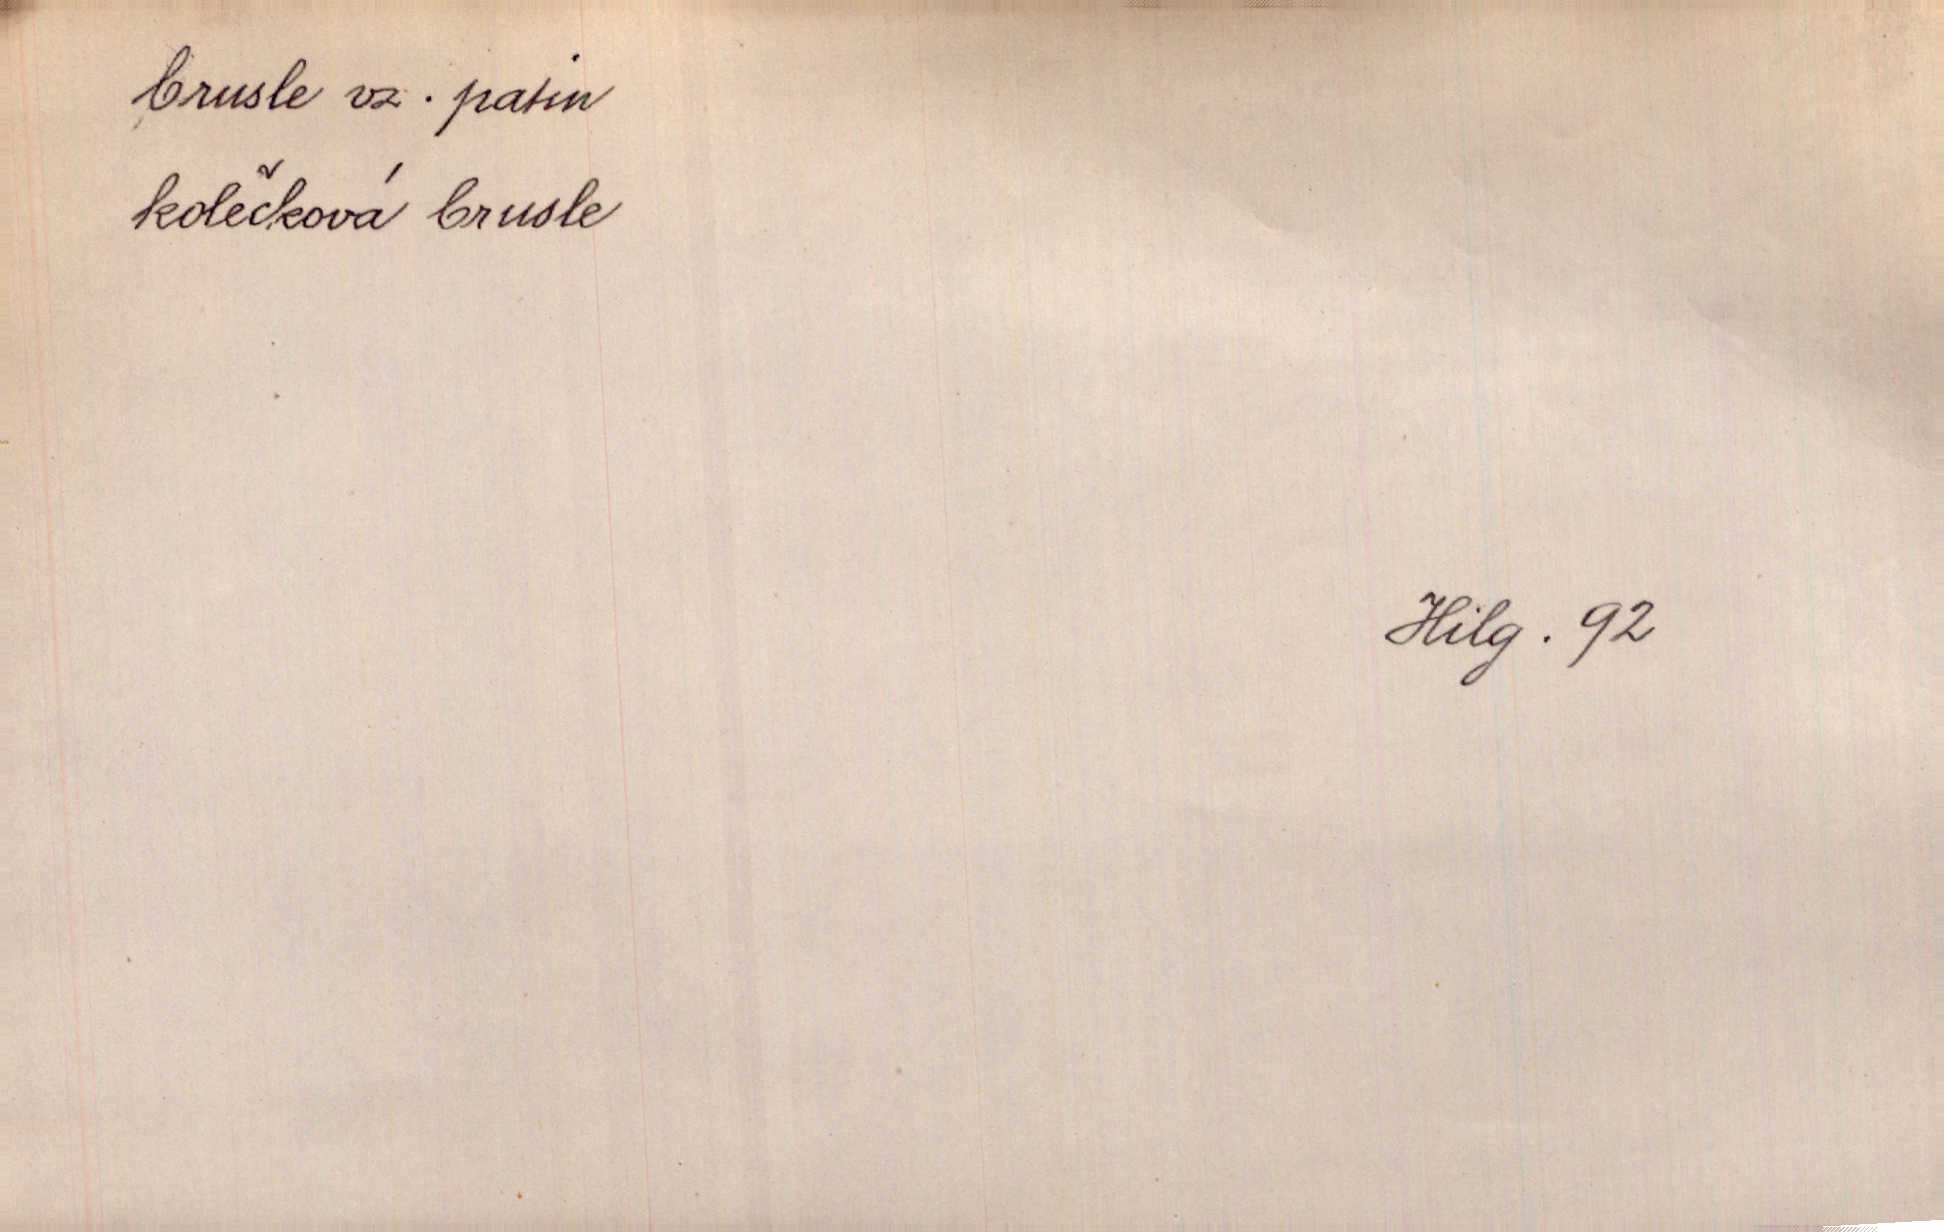 brusle vz. patin
kolečková brusle
Hilg. 92